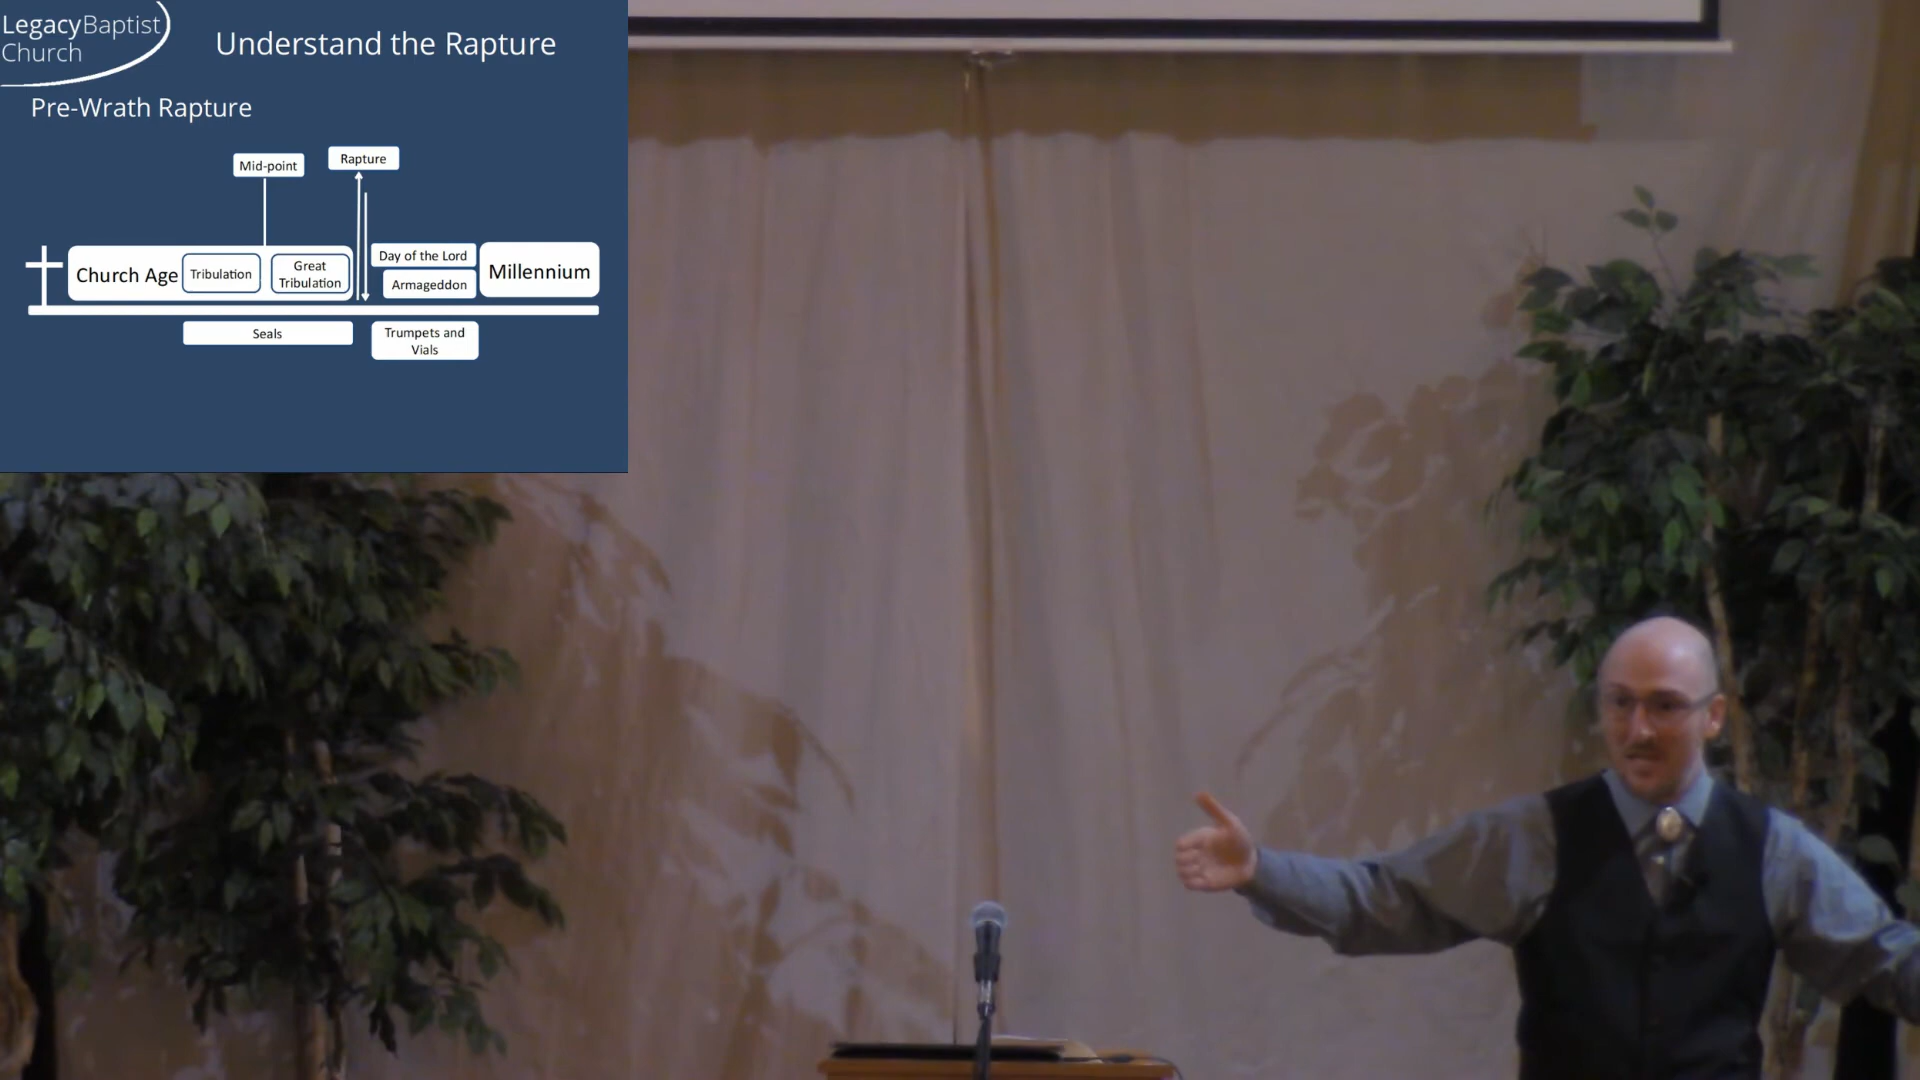 LegacyBaptist
Church
Understand the Rapture
Pre-Wrath Rapture
Mid-point
Rapture
Church Age
Tribulation
Great
Tribulation
Day of the Lord
Armageddon
Millennium
Seals
Trumpets and
Vials